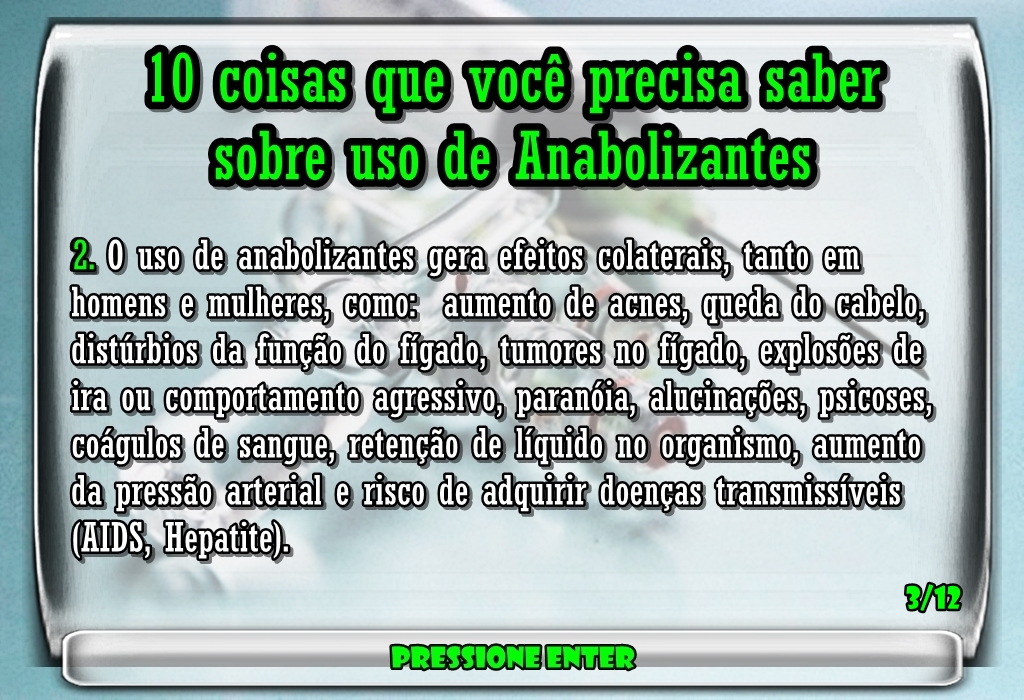 10 coisas que você precisa saber
sobre uso de Anabolizantes
2. O uso de anabolizantes gera efeitos colaterais, tanto em
homens e mulheres, como: aumento de acnes, queda do cabelo,
distúrbios da função do fígado, tumores no fígado, explosões de
ira ou comportamento agressivo, paranóia, alucinações, psicoses,
coágulos de sangue, retenção de líquido no organismo, aumento
da pressão arterial e risco de adquirir doenças transmissíveis
(AIDS, Hepatite).
3/12
PRESSIONE ENTER